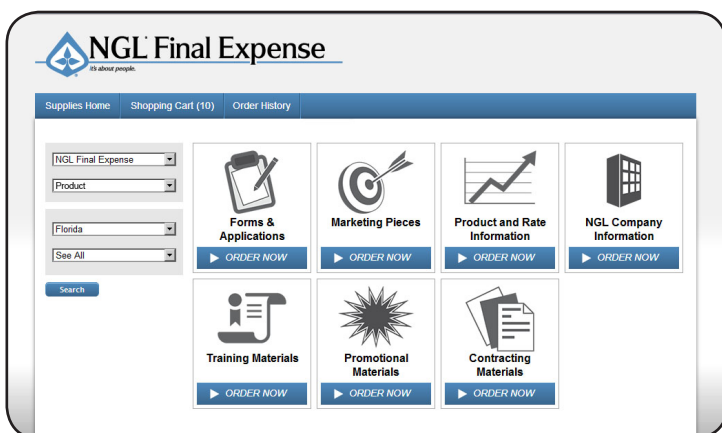 NGL Final Expense
it's about people.
Supplies Home Shopping Cart (10) Order History
NGL Final Expense
Product
Florida
See All
Search
Forms &
Applications
ORDER NOW
Marketing Pieces
ORDER NOW
Product and Rate
Information
ORDER NOW
NGL Company
Information
ORDER NOW
Training Materials
ORDER NOW
Promotional
Materials
ORDER NOW
Contracting
Materials
ORDER NOW